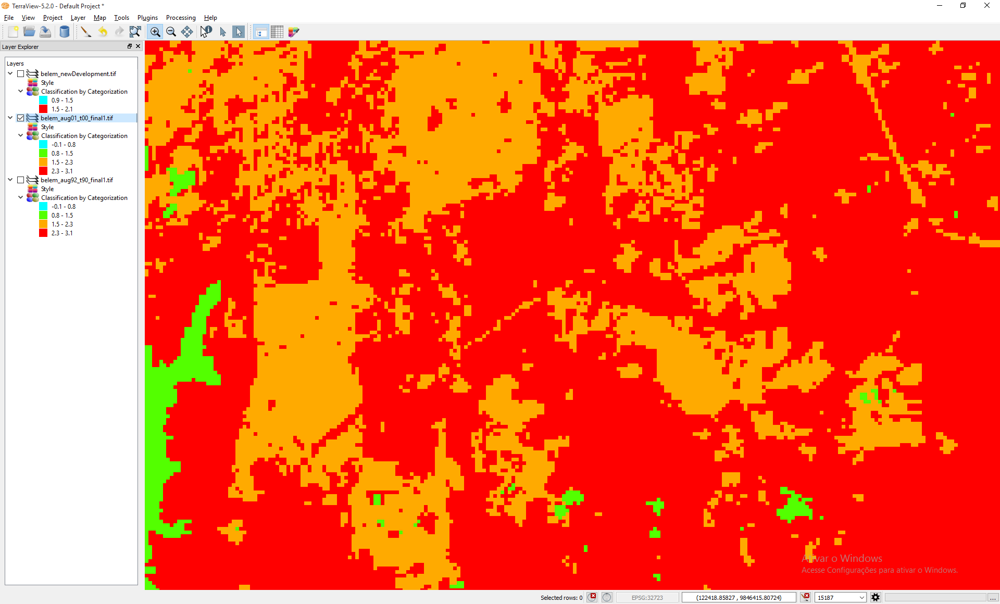 TerraView-5.2.0 - Default Project *
File View Project Layer Map Tools Plugins Processing Help
Layer Explorer
Layers
belem_newDevelopment.tif
Style
Classification by Categorization
0.9 - 1.5
1.5 - 2.1
belem_aug01_t00_final1.tif
Style
Classification by Categorization
-0.1 - 0.8
0.8 - 1.5
1.5 - 2.3
2.3 - 3.1
belem_aug92_t90_final1.tif
Style
Classification by Categorization
-0.1 - 0.8
0.8 - 1.5
1.5 - 2.3
2.3 - 3.1
Ativar o Windows
Acesse Configurações para ativar o Windows.
Selected rows: 0 EPSG:32723 (122418.85827 , 9846415.80724) 15187 ...